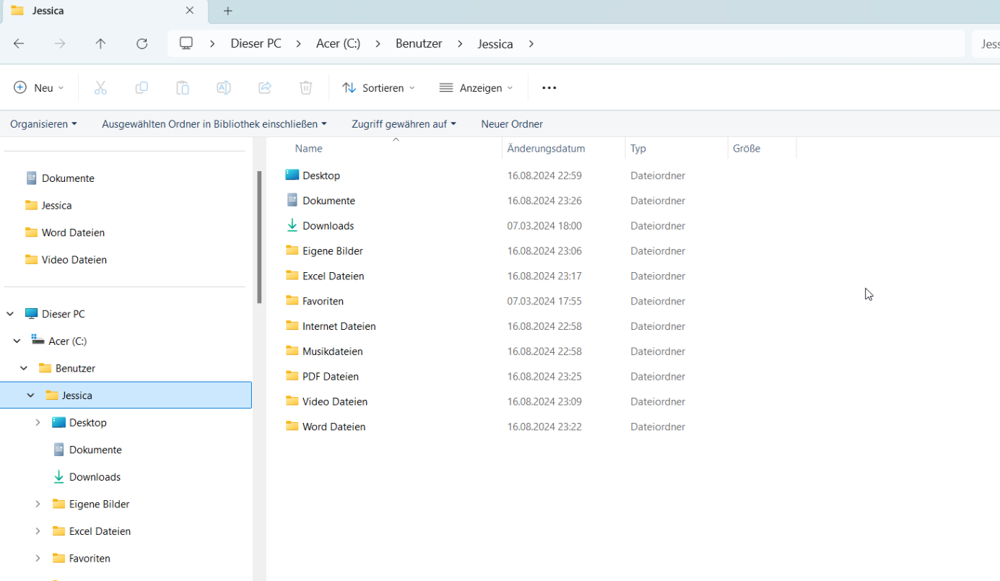 Jessica
Dieser PC Acer (C:) Benutzer Jessica
Neu Sortieren Anzeigen
Organisieren Ausgewählten Ordner in Bibliothek einschließen Zugriff gewähren auf Neuer Ordner
Dokumente
Jessica
Word Dateien
Video Dateien
Dieser PC
Acer (C:)
Benutzer
Jessica
Desktop
Dokumente
Downloads
Eigene Bilder
Excel Dateien
Favoriten
Name Änderungsdatum Typ Größe
Desktop 16.08.2024 22:59 Dateiordner
Dokumente 16.08.2024 23:26 Dateiordner
Downloads 07.03.2024 18:00 Dateiordner
Eigene Bilder 16.08.2024 23:06 Dateiordner
Excel Dateien 16.08.2024 23:17 Dateiordner
Favoriten 07.03.2024 17:55 Dateiordner
Internet Dateien 16.08.2024 22:58 Dateiordner
Musikdateien 16.08.2024 22:58 Dateiordner
PDF Dateien 16.08.2024 23:25 Dateiordner
Video Dateien 16.08.2024 23:09 Dateiordner
Word Dateien 16.08.2024 23:22 Dateiordner